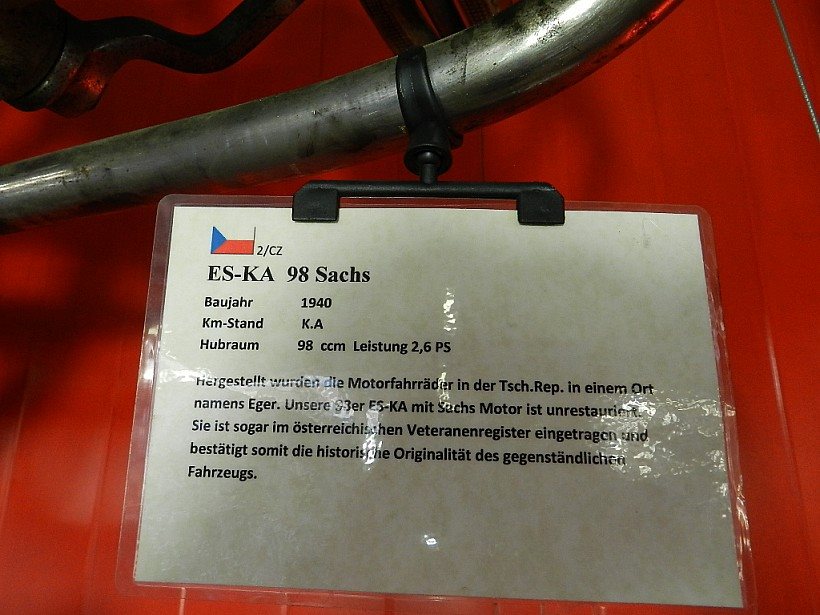 2/CZ
ES-KA 98 Sachs
Baujahr 1940
Km-Stand K.A
Hubraum 98 ccm Leistung 2,6 PS
Hergestellt wurden die Motorfahrräder in der Tsch.Rep. in einem Ort
namens Eger. Unsere 98er ES-KA mit Sachs Motor ist unrestauriert.
Sie ist sogar im österreichischen Veteranenregister eingetragen und
bestätigt somit die historische Originalität des gegenständlichen
Fahrzeugs.